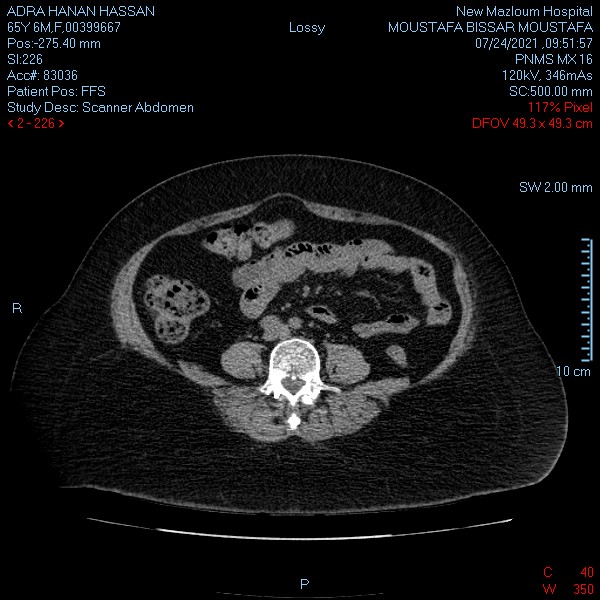 ADRA HANAN HASSAN
65Y 6M,F,00399667
Pos:-275.40 mm
SI:226
Acc#: 83036
Patient Pos: FFS
Study Desc: Scanner Abdomen
< 2 - 226 >
Lossy
New Mazloum Hospital
MOUSTAFA BISSAR MOUSTAFA
07/24/2021 ,09:51:57
PNMS MX 16
120kV, 346mAs
SC:500.00 mm
117% Pixel
DFOV 49.3 x 49.3 cm
SW 2.00 mm
R
10 cm
P
C 40
W 350